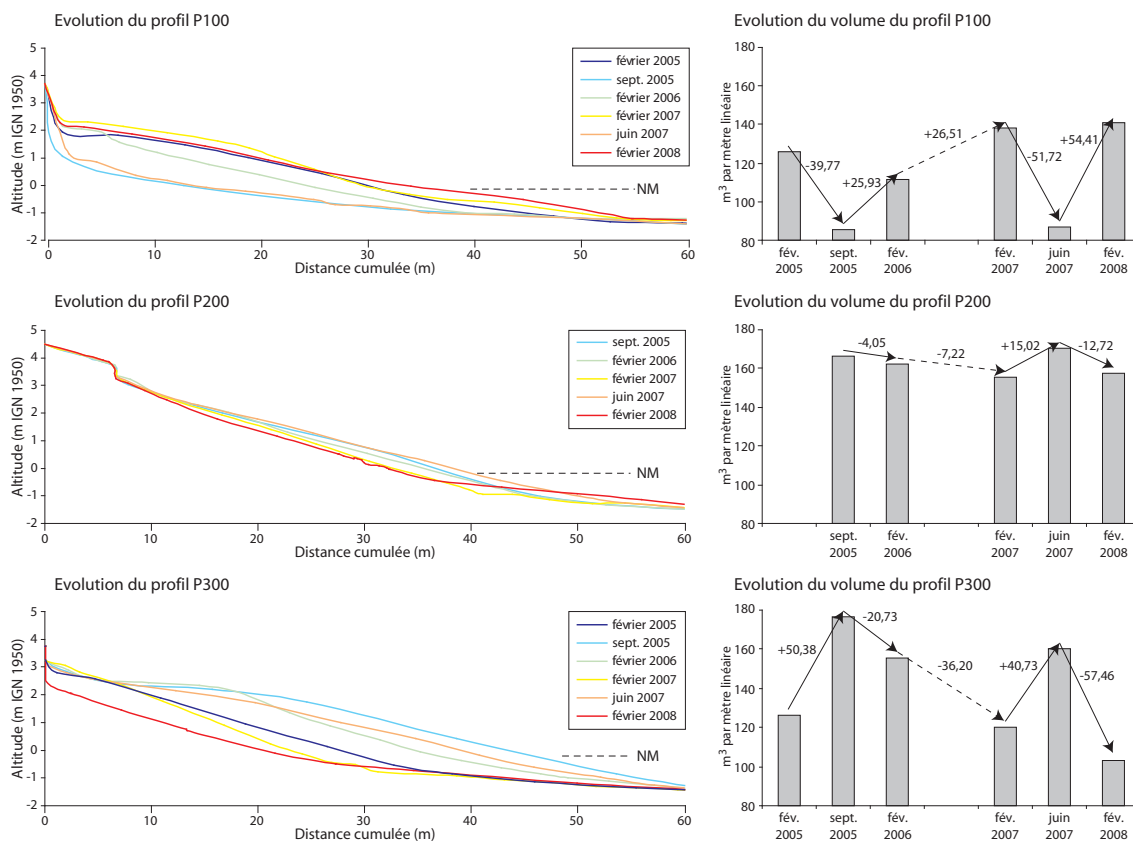 Evolution du profil P100
Altitude (m IGN 1950)
5
4
3
2
1
0
-1
-2
février 2005
sept. 2005
février 2006
février 2007
juin 2007
février 2008
NM
0 10 20 30 40 50 60
Distance cumulée (m)
Evolution du volume du profil P100
m³ par mètre linéaire
180
160
140
120
100
80
-39,77
+25,93
+26,51
-51,72
+54,41
fév. 2005
sept. 2005
fév. 2006
fév. 2007
juin 2007
fév. 2008
Evolution du profil P200
Altitude (m IGN 1950)
5
4
3
2
1
0
-1
-2
sept. 2005
février 2006
février 2007
juin 2007
février 2008
NM
0 10 20 30 40 50 60
Distance cumulée (m)
Evolution du volume du profil P200
m³ par mètre linéaire
180
160
140
120
100
80
-4,05
-7,22
+15,02
-12,72
sept. 2005
fév. 2006
fév. 2007
juin 2007
fév. 2008
Evolution du profil P300
Altitude (m IGN 1950)
5
4
3
2
1
0
-1
-2
février 2005
sept. 2005
février 2006
février 2007
juin 2007
février 2008
NM
0 10 20 30 40 50 60
Distance cumulée (m)
Evolution du volume du profil P300
m³ par mètre linéaire
180
160
140
120
100
80
+50,38
-20,73
-36,20
+40,73
-57,46
fév. 2005
sept. 2005
fév. 2006
fév. 2007
juin 2007
fév. 2008